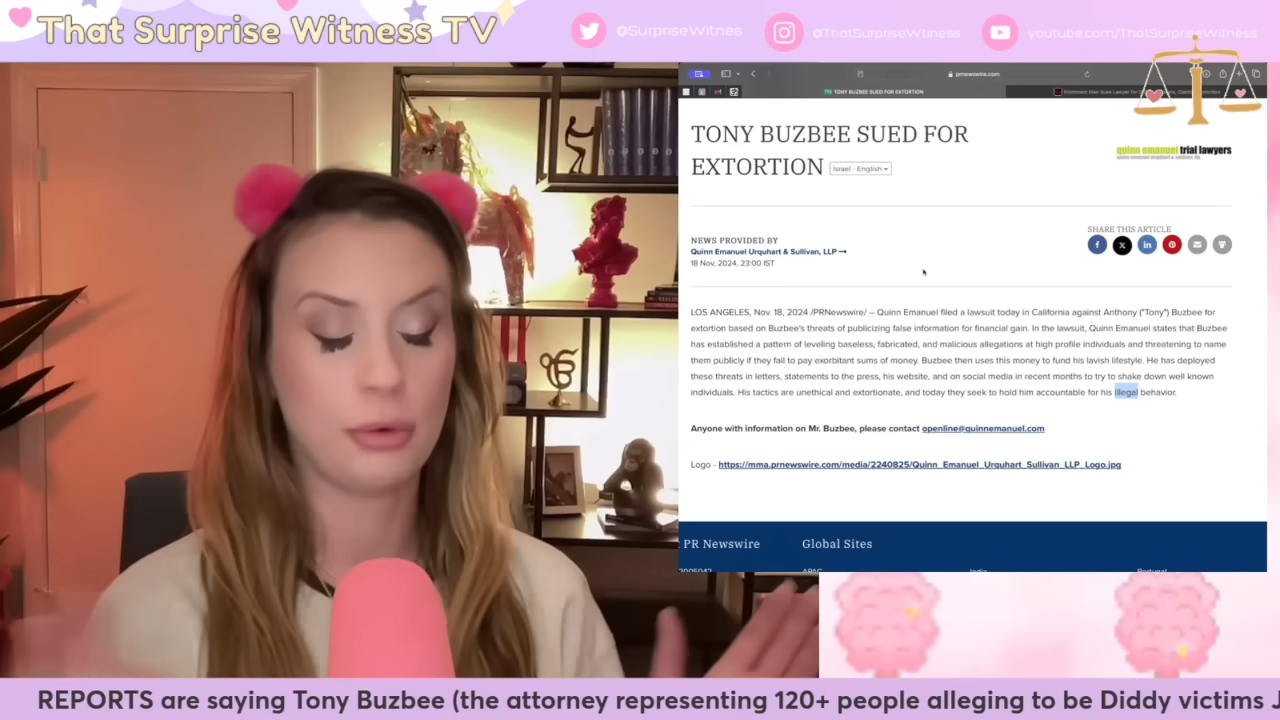 That Surprise Witness TV
@SurpriseWitnes
@ThatSurpriseWitness
youtube.com/ThatSurpriseWitness
prnewswire.com
TONY BUZBEE SUED FOR EXTORTION
TONY BUZBEE SUED FOR
EXTORTION
Israel - English
quinn emanuel trial lawyers
quinn emanuel urquhart & sullivan, llp
SHARE THIS ARTICLE
NEWS PROVIDED BY
Quinn Emanuel Urquhart & Sullivan, LLP →
18 Nov, 2024, 23:00 IST
LOS ANGELES, Nov. 18, 2024 /PRNewswire/ -- Quinn Emanuel filed a lawsuit today in California against Anthony ("Tony") Buzbee for
extortion based on Buzbee's threats of publicizing false information for financial gain. In the lawsuit, Quinn Emanuel states that Buzbee
has established a pattern of leveling baseless, fabricated, and malicious allegations at high profile individuals and threatening to name
them publicly if they fail to pay exorbitant sums of money. Buzbee then uses this money to fund his lavish lifestyle. He has deployed
these threats in letters, statements to the press, his website, and on social media in recent months to try to shake down well known
individuals. His tactics are unethical and extortionate, and today they seek to hold him accountable for his illegal behavior.
Anyone with information on Mr. Buzbee, please contact openline@quinnemanuel.com
Logo - https://mma.prnewswire.com/media/2240825/Quinn_Emanuel_Urquhart_Sullivan_LLP_Logo.jpg
PR Newswire
Global Sites
APAC
India
Portugal
REPORTS are saying Tony Buzbee (the attorney representing 120+ people alleging to be Diddy victims J